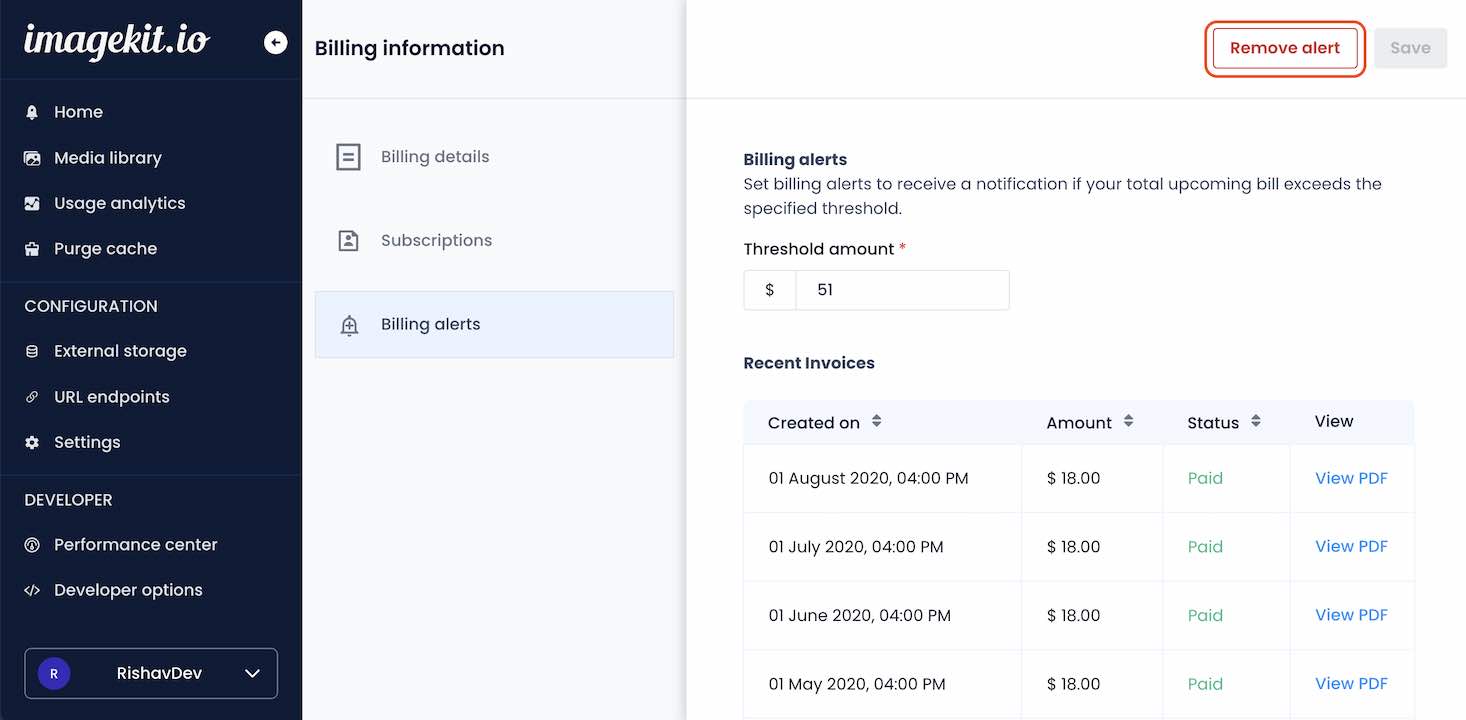 imagekit.io
Home
Media library
Usage analytics
Purge cache
CONFIGURATION
External storage
URL endpoints
Settings
DEVELOPER
Performance center
Developer options
R RishavDev
Billing information
Billing details
Subscriptions
Billing alerts
Remove alert Save
Billing alerts
Set billing alerts to receive a notification if your total upcoming bill exceeds the
specified threshold.
Threshold amount *
$ 51
Recent Invoices
Created on Amount Status View
01 August 2020, 04:00 PM $ 18.00 Paid View PDF
01 July 2020, 04:00 PM $ 18.00 Paid View PDF
01 June 2020, 04:00 PM $ 18.00 Paid View PDF
01 May 2020, 04:00 PM $ 18.00 Paid View PDF